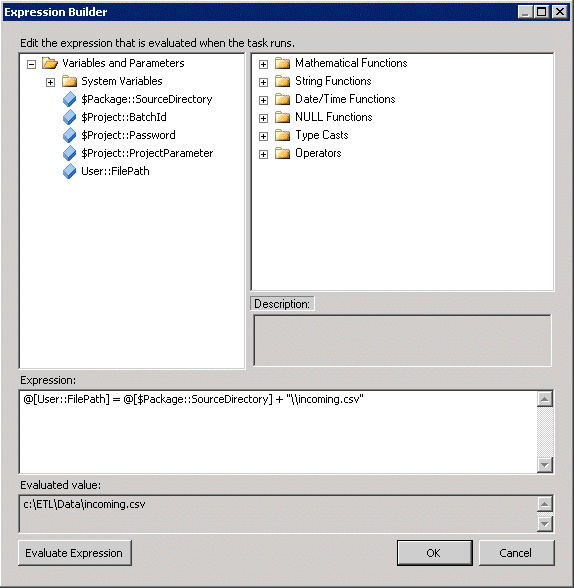 Expression Builder
Edit the expression that is evaluated when the task runs.
Variables and Parameters
System Variables
$Package::SourceDirectory
$Project::BatchId
$Project::Password
$Project::ProjectParameter
User::FilePath
Mathematical Functions
String Functions
Date/Time Functions
NULL Functions
Type Casts
Operators
Description:
Expression:
@[User::FilePath] = @[$Package::SourceDirectory] + "\\incoming.csv"
Evaluated value:
c:\ETL\Data\incoming.csv
Evaluate Expression
OK
Cancel